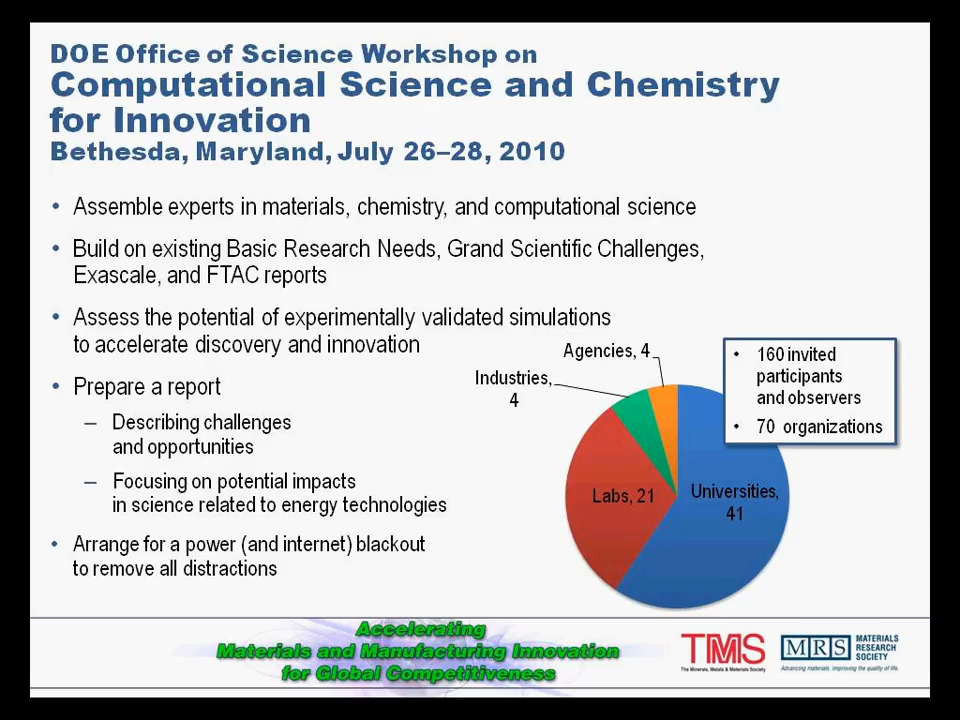 DOE Office of Science Workshop on
Computational Science and Chemistry
for Innovation
Bethesda, Maryland, July 26–28, 2010
• Assemble experts in materials, chemistry, and computational science
• Build on existing Basic Research Needs, Grand Scientific Challenges,
Exascale, and FTAC reports
• Assess the potential of experimentally validated simulations
to accelerate discovery and innovation
• Prepare a report
– Describing challenges
and opportunities
– Focusing on potential impacts
in science related to energy technologies
• Arrange for a power (and internet) blackout
to remove all distractions
Agencies, 4
Industries,
4
Labs, 21
Universities,
41
• 160 invited
participants
and observers
• 70 organizations
Accelerating
Materials and Manufacturing Innovation
for Global Competitiveness
TMS
The Minerals, Metals & Materials Society
MRS
MATERIALS
RESEARCH
SOCIETY
Advancing materials. Improving the quality of life.